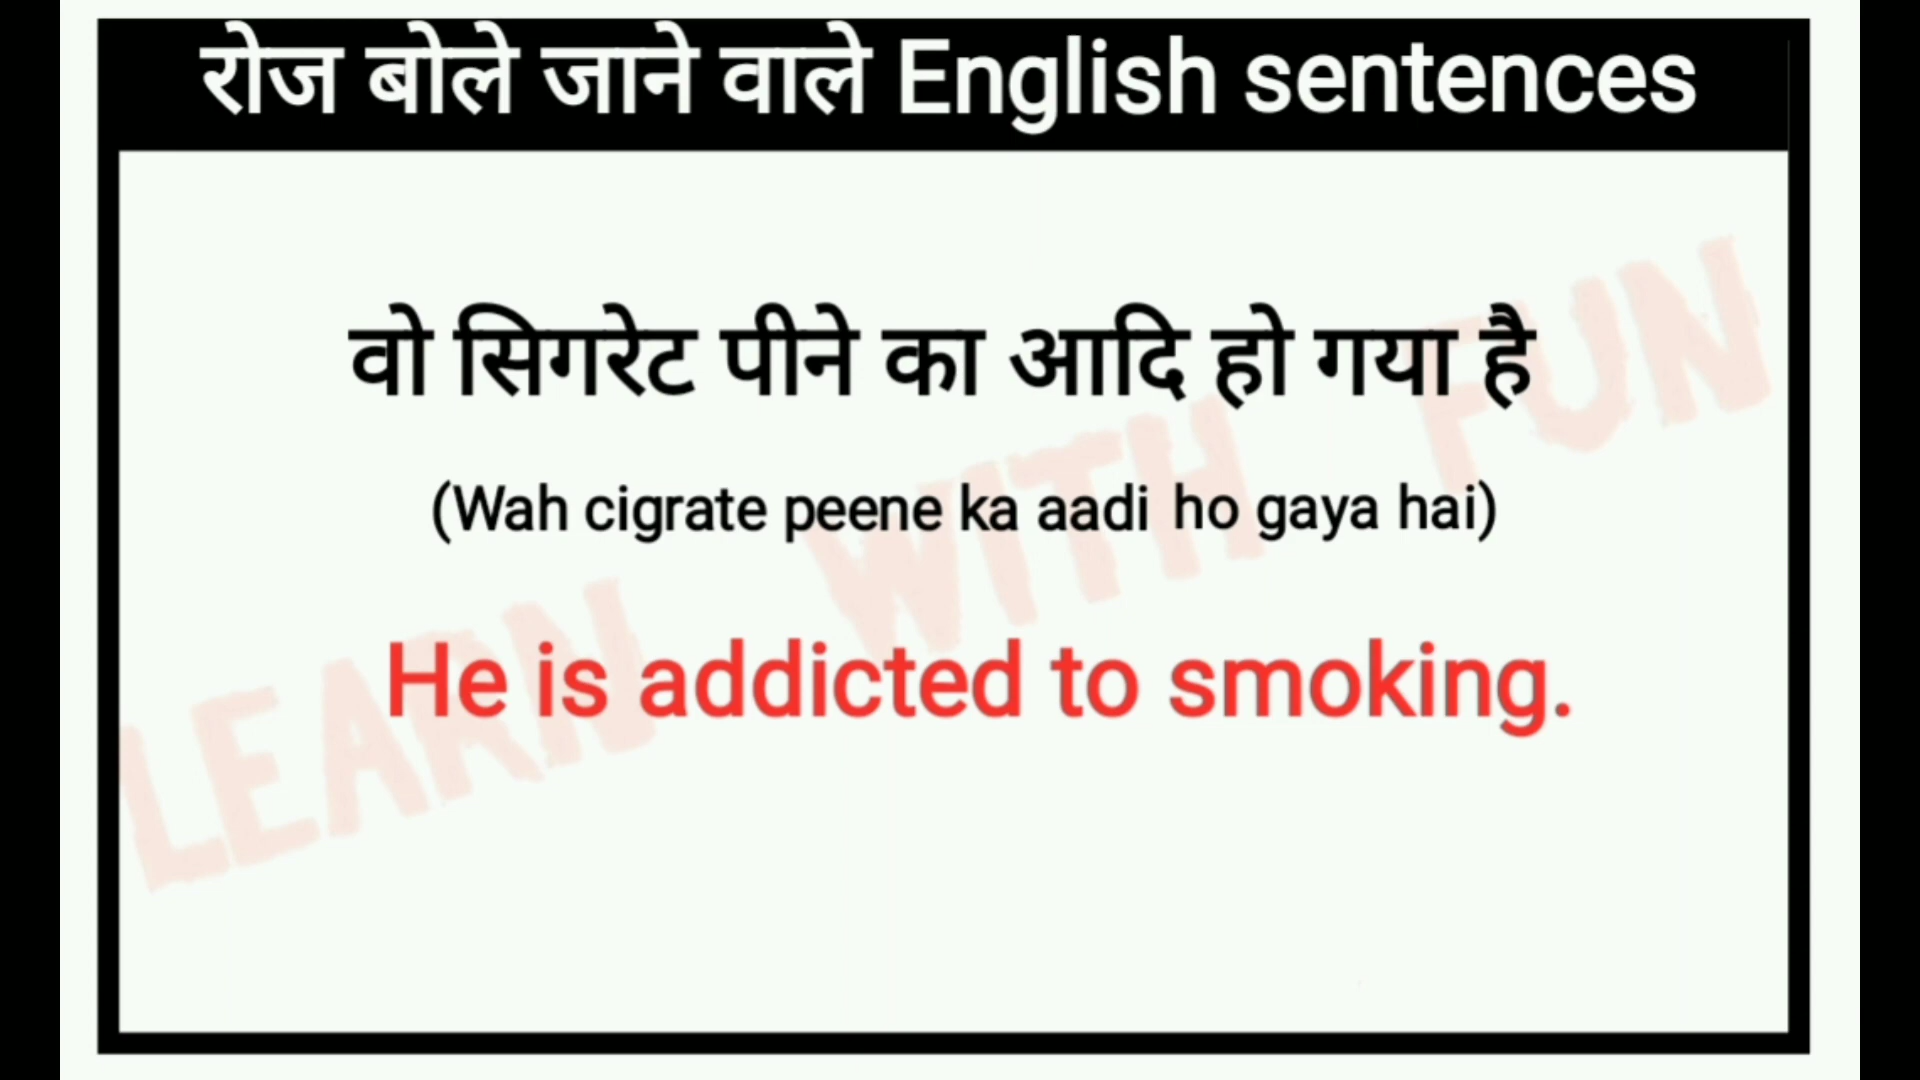 रोज बोले जाने वाले English sentences
वो सिगरेट पीने का आदि हो गया है
(Wah cigrate peene ka aadi ho gaya hai)
He is addicted to smoking.
LEARN WITH FUN